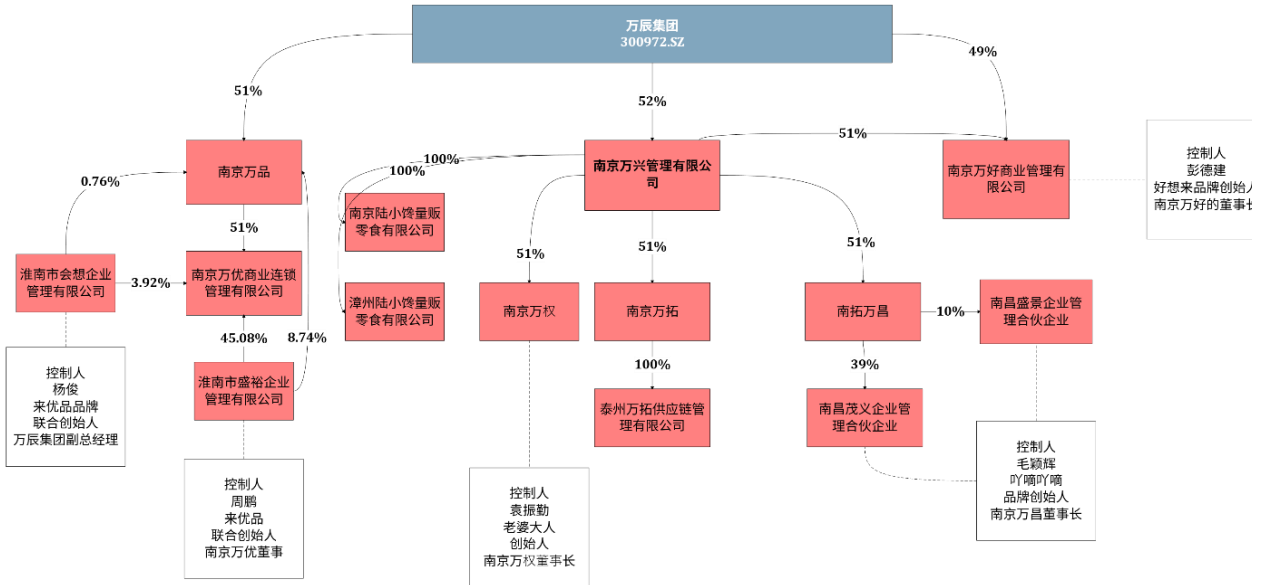 万辰集团
300972.SZ
49%
51%
52%
51%
南京万品
南京万兴管理有限公
司
南京万好商业管理有
限公司
控制人
彭德建
好想来品牌创始人
南京万好的董事长
0.76%
100%
100%
南京陆小馋量贩
零食有限公司
51%
51%
51%
51%
淮南市会想企业
管理有限公司
3.92%
南京万优商业连锁
管理有限公司
漳州陆小馋量贩
零食有限公司
南京万权
南京万拓
南拓万昌
10%
南昌盛景企业管
理合伙企业
45.08%
8.74%
100%
39%
控制人
杨俊
来优品品牌
联合创始人
万辰集团副总经理
淮南市盛裕企业
管理有限公司
泰州万拓供应链管
理有限公司
南昌茂义企业管
理合伙企业
控制人
周鹏
来优品
联合创始人
南京万优董事
控制人
袁振勤
老婆大人
创始人
南京万权董事长
控制人
毛颖辉
吖嘀吖嘀
品牌创始人
南京万昌董事长